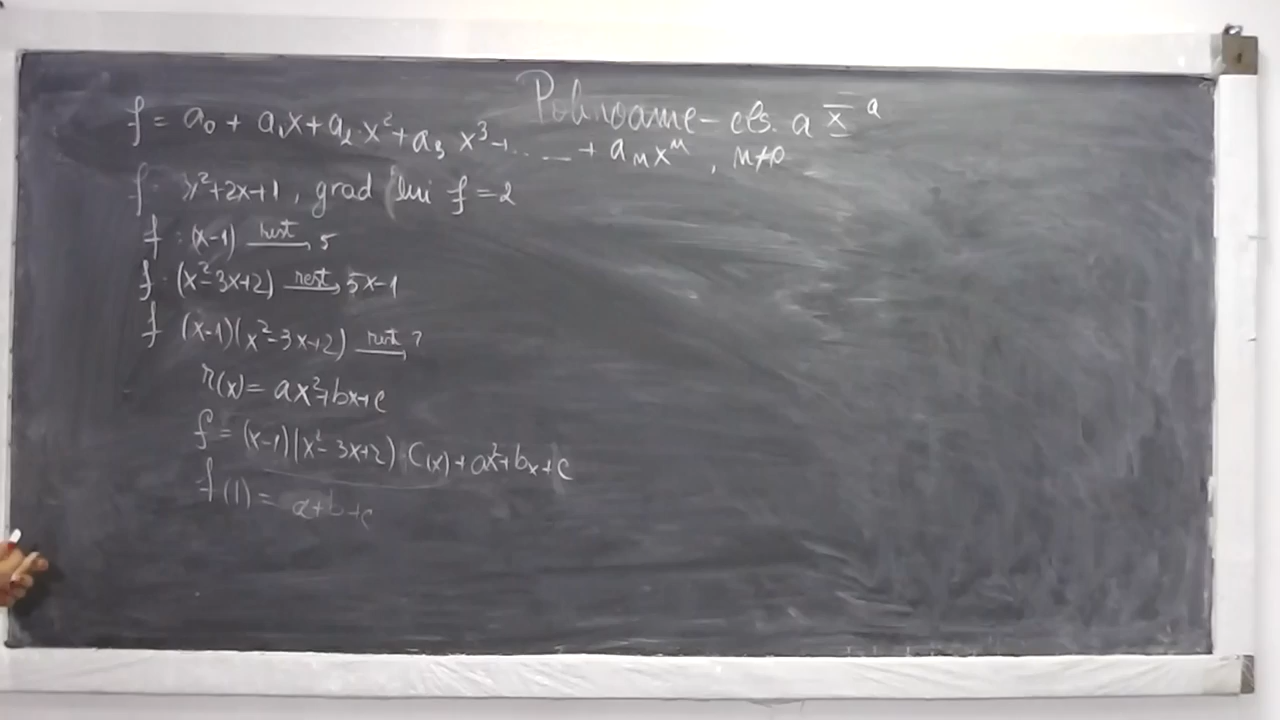 Polinoame - cls. a X a
f = a₀ + a₁x + a₂·x² + a₃ x³ + ..... + aₙxⁿ, n≠0
f = x²+2x+1, grad lui f = 2
f : (x-1) rest→ 5
f : (x²-3x+2) rest→ 5x-1
f (x-1)(x²-3x+2) rest→ ?
r(x) = ax²+bx+c
f = (x-1)(x²-3x+2)·C(x)+ax²+bx+c
f(1) = a+b+c